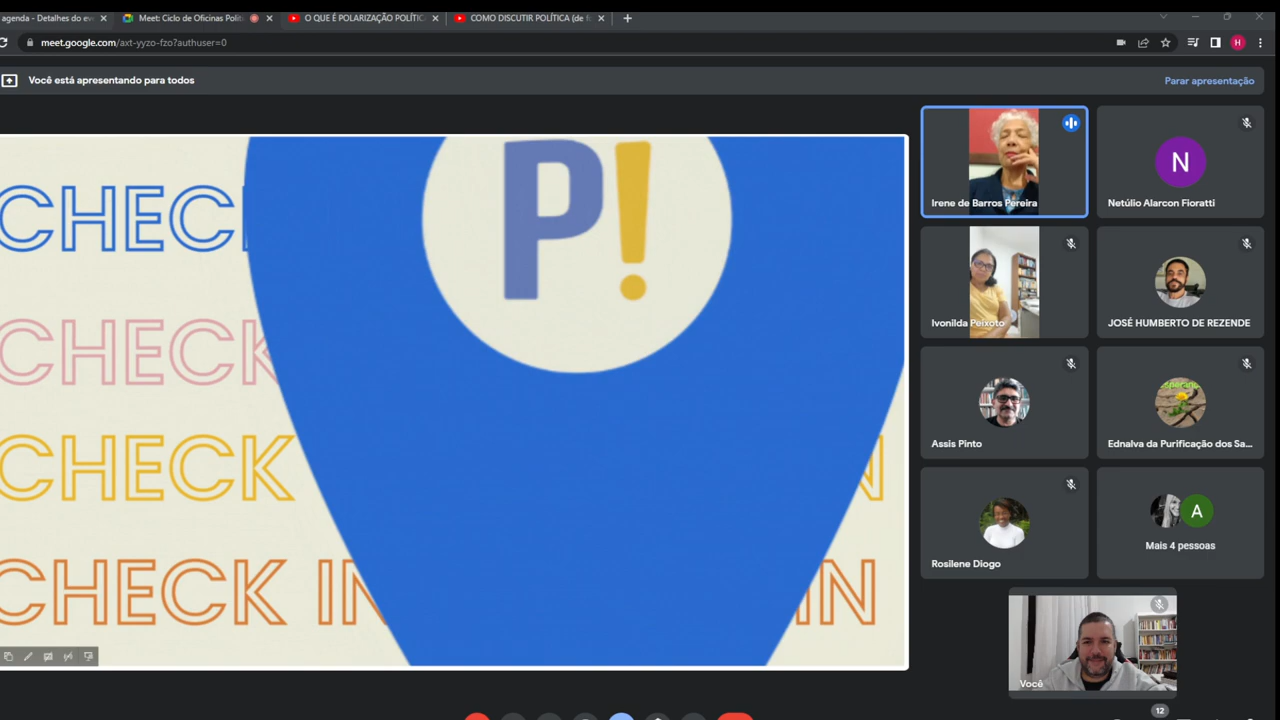 agenda - Detalhes do ev
Meet: Ciclo de Oficinas Polít
O QUE É POLARIZAÇÃO POLÍTIC
COMO DISCUTIR POLÍTICA (de f
meet.google.com/axt-yyzo-fzo?authuser=0
H
Você está apresentando para todos
Parar apresentação
P!
CHEC
CHECK
CHECK
IN
CHECK IN
IN
Irene de Barros Pereira
N
Netúlio Alarcon Fioratti
Ivonilda Peixoto
JOSÉ HUMBERTO DE REZENDE
Assis Pinto
Ednalva da Purificação dos Sa...
Rosilene Diogo
A
Mais 4 pessoas
Você
12